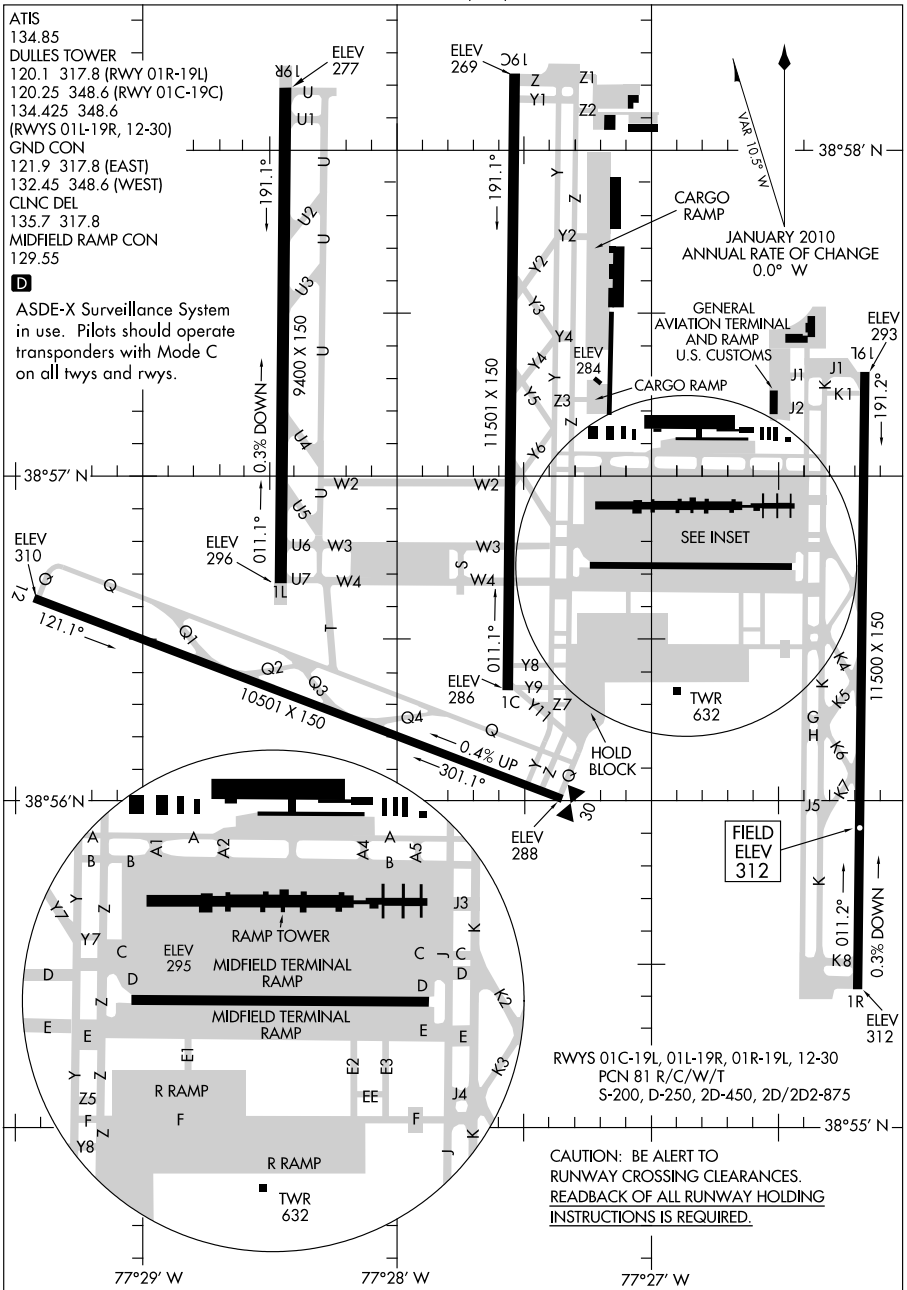 ATIS
134.85
DULLES TOWER
120.1 317.8 (RWY 01R-19L)
120.25 348.6 (RWY 01C-19C)
134.425 348.6
(RWYS 01L-19R, 12-30)
GND CON
121.9 317.8 (EAST)
132.45 348.6 (WEST)
CLNC DEL
135.7 317.8
MIDFIELD RAMP CON
129.55
D
ASDE-X Surveillance System
in use. Pilots should operate
transponders with Mode C
on all twys and rwys.
19R
ELEV
277
U
U1
U
191.1°
U2
U
U3
U
9400 X 150
0.3% DOWN
U4
U
U5
011.1°
U6
U7
ELEV
296
1L
W2
W2
W3
W3
W4
W4
S
T
19C
ELEV
269
Z
Z1
Y1
Z2
191.1°
Y
Z
Y2
Y2
Y3
Y4
Y4
Y
Y5
Z3
Z
Y6
11501 X 150
011.1°
ELEV
286
1C
Y8
Y9
Y11
Z7
CARGO
RAMP
ELEV
284
CARGO RAMP
VAR 10.5° W
JANUARY 2010
ANNUAL RATE OF CHANGE
0.0° W
38°58' N
GENERAL
AVIATION TERMINAL
AND RAMP
U.S. CUSTOMS
ELEV
293
19L
J1
J1
K
K1
J2
191.2°
38°57' N
SEE INSET
ELEV
310
12
Q
Q
121.1°
Q1
Q2
Q3
10501 X 150
Q4
Q
0.4% UP
301.1°
Y
Z
Q
30
ELEV
288
HOLD
BLOCK
TWR
632
11500 X 150
K4
K
K5
G
H
K6
K7
J5
FIELD
ELEV
312
K
011.2°
0.3% DOWN
K8
1R
ELEV
312
38°56' N
A
A
A
B
B
A1
A2
A4
B
A5
Y
Z
Y7
Y7
J3
K
RAMP TOWER
C
ELEV
295
MIDFIELD TERMINAL
RAMP
C
J
C
D
D
D
D
Z
K2
MIDFIELD TERMINAL
RAMP
E
E
E
E
E1
E2
E3
K3
Y
Z
R RAMP
EE
J4
Z5
F
F
F
Z
Y8
K
J
R RAMP
TWR
632
RWYS 01C-19L, 01L-19R, 01R-19L, 12-30
PCN 81 R/C/W/T
S-200, D-250, 2D-450, 2D/2D2-875
38°55' N
CAUTION: BE ALERT TO
RUNWAY CROSSING CLEARANCES.
READBACK OF ALL RUNWAY HOLDING
INSTRUCTIONS IS REQUIRED.
77°29' W
77°28' W
77°27' W